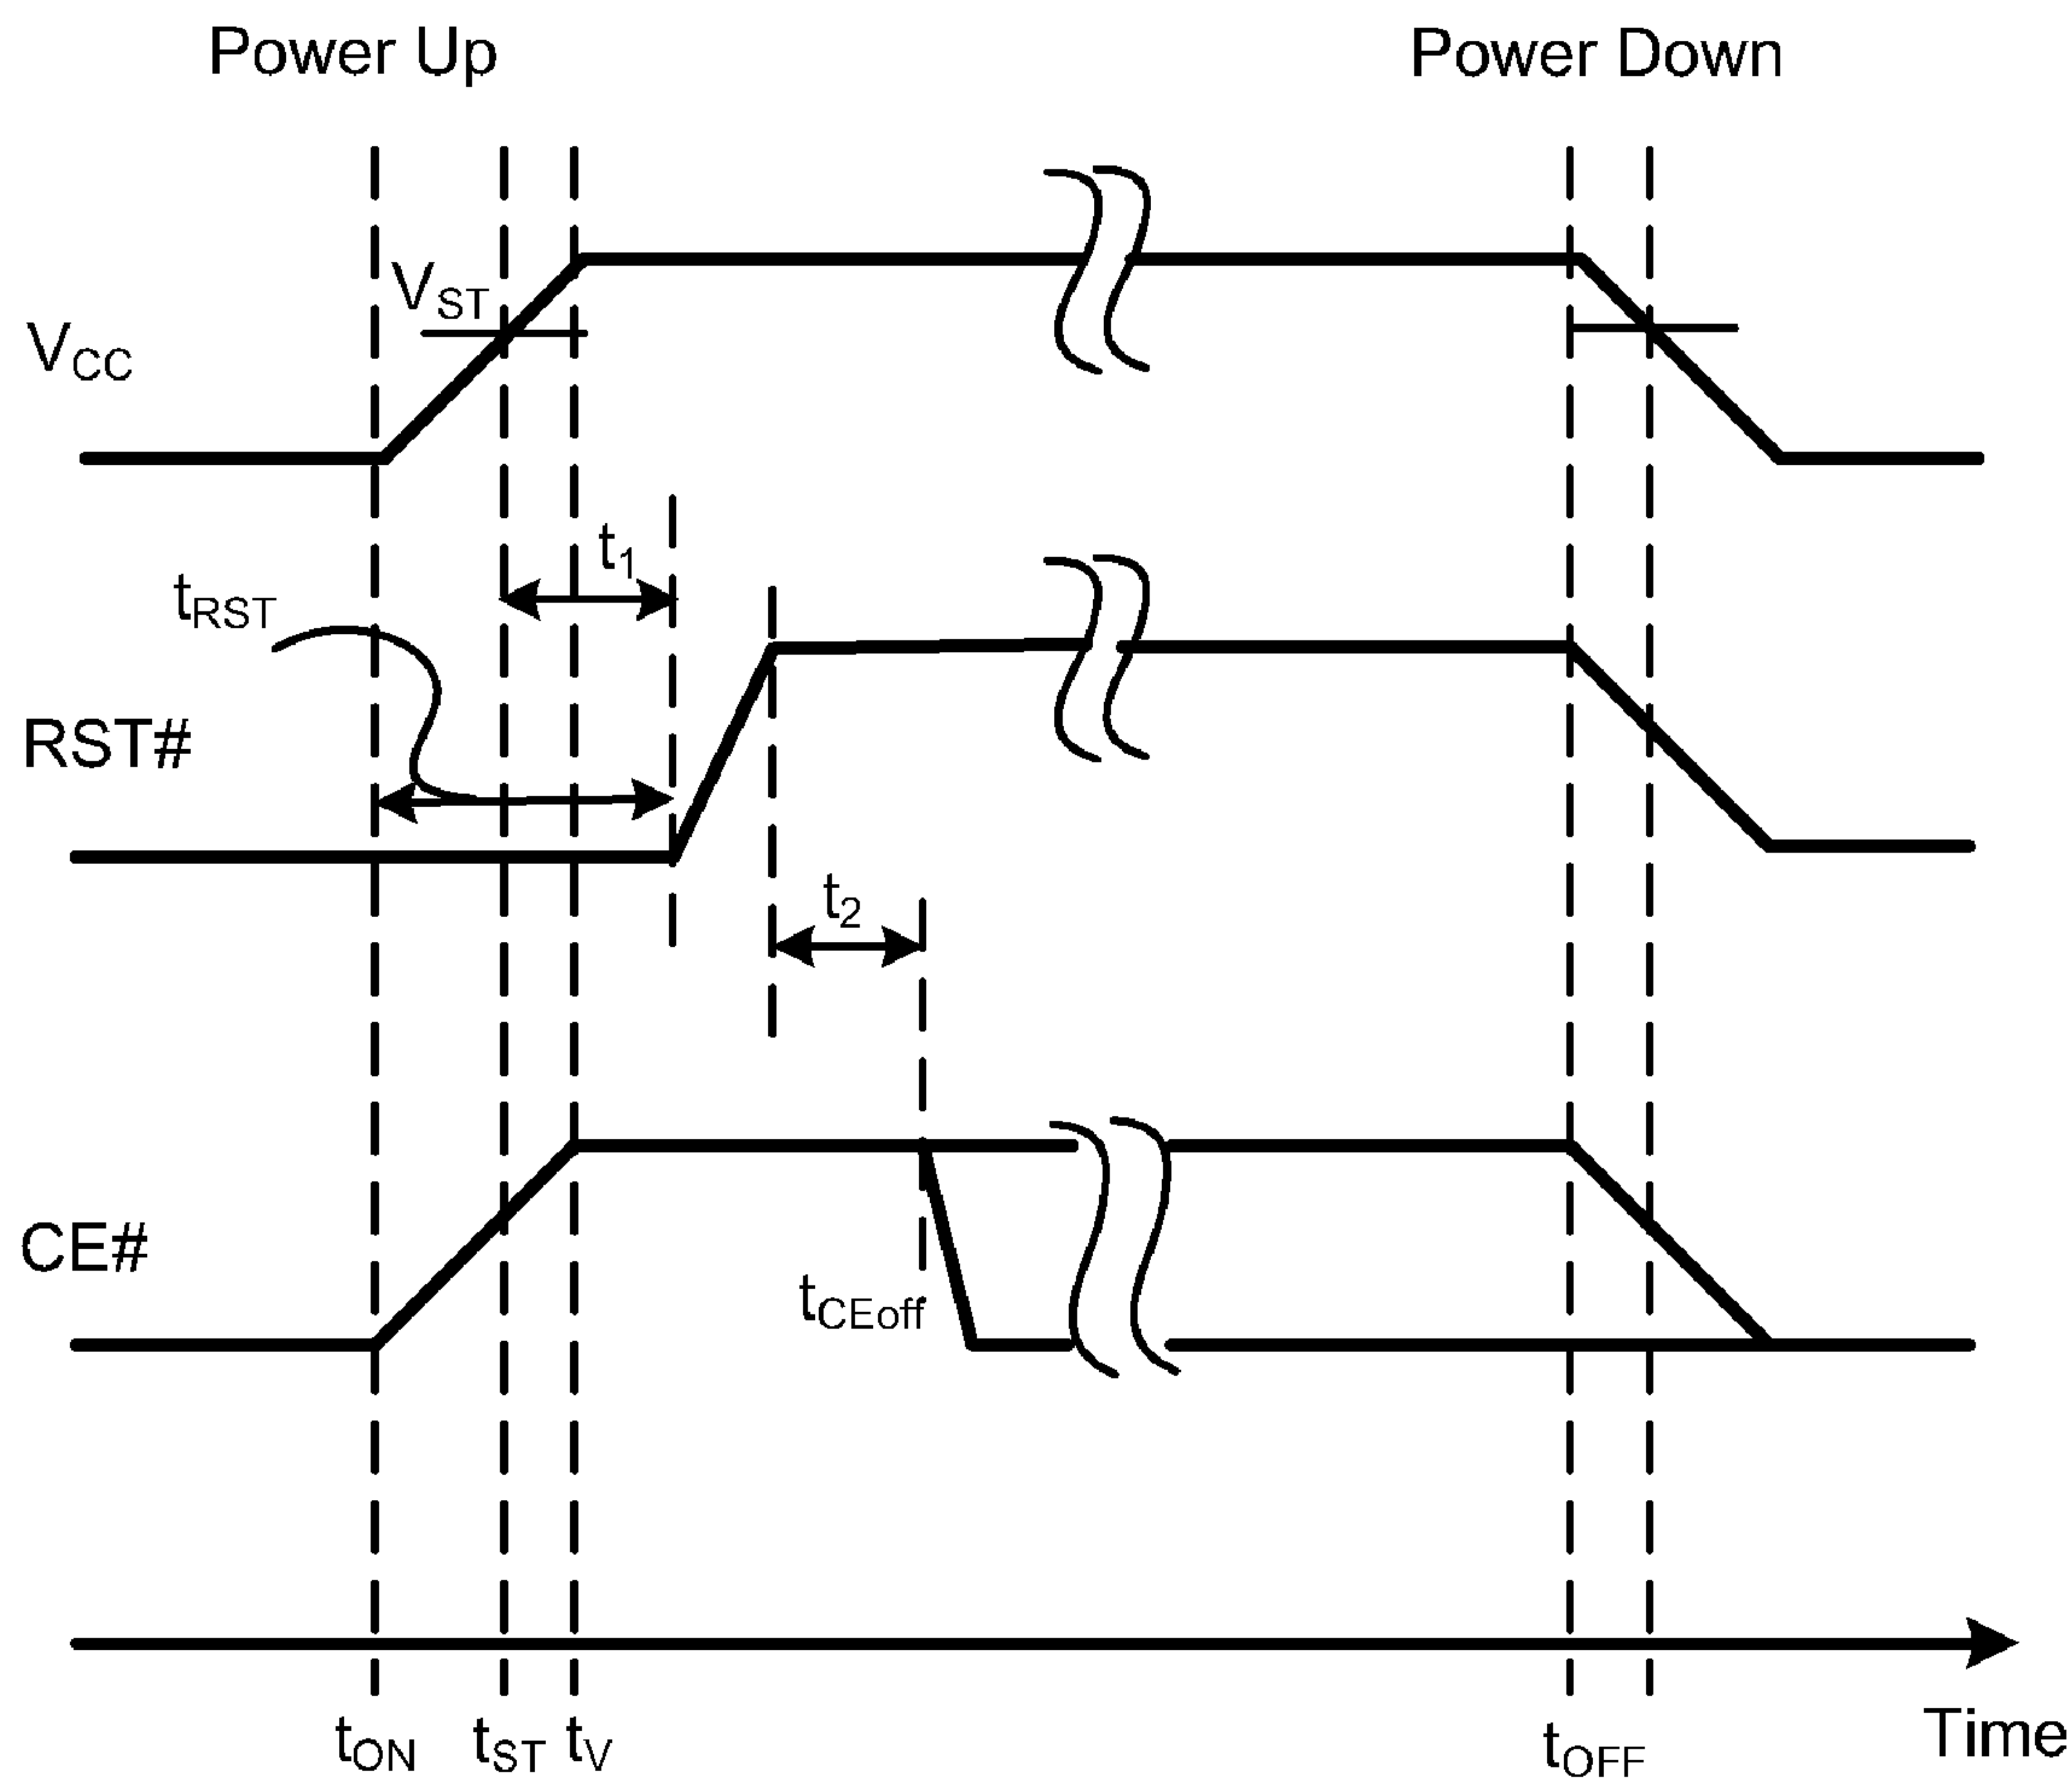 Power Up
Power Down
VST
VCC
t1
tRST
RST#
t2
CE#
tCEoff
tON
tST
tV
tOFF
Time